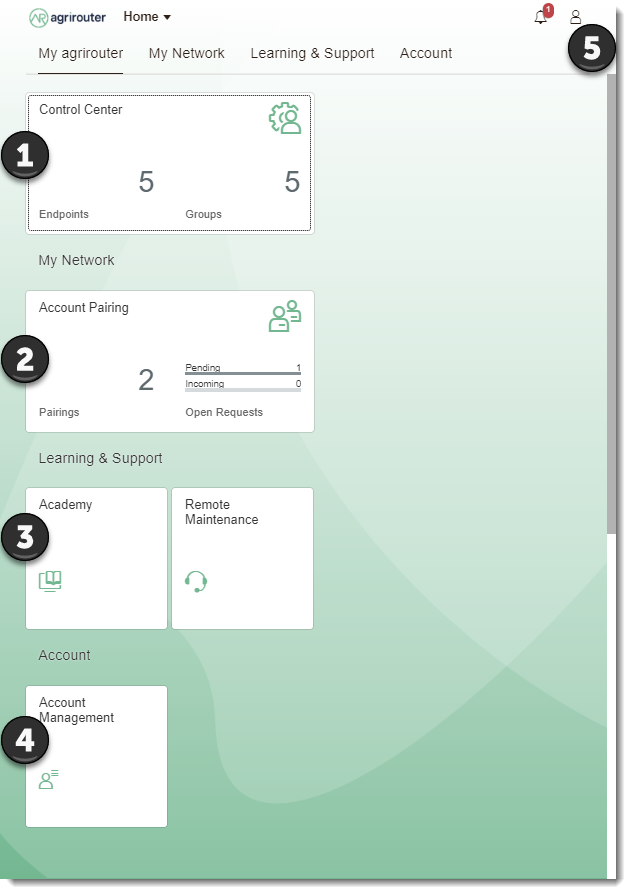 AR agrirouter Home 1
5
My agrirouter My Network Learning & Support Account
Control Center
1
5 5
Endpoints Groups
My Network
Account Pairing
2
2
Pending 1
Incoming 0
Pairings Open Requests
Learning & Support
Academy
Remote
Maintenance
3
Account
Account
Management
4